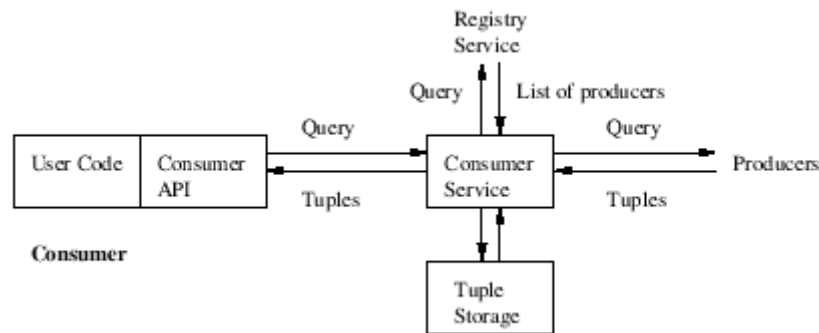 Registry
Service
Query
List of producers
User Code
Consumer
API
Query
Tuples
Consumer
Service
Query
Tuples
Producers
Consumer
Tuple
Storage